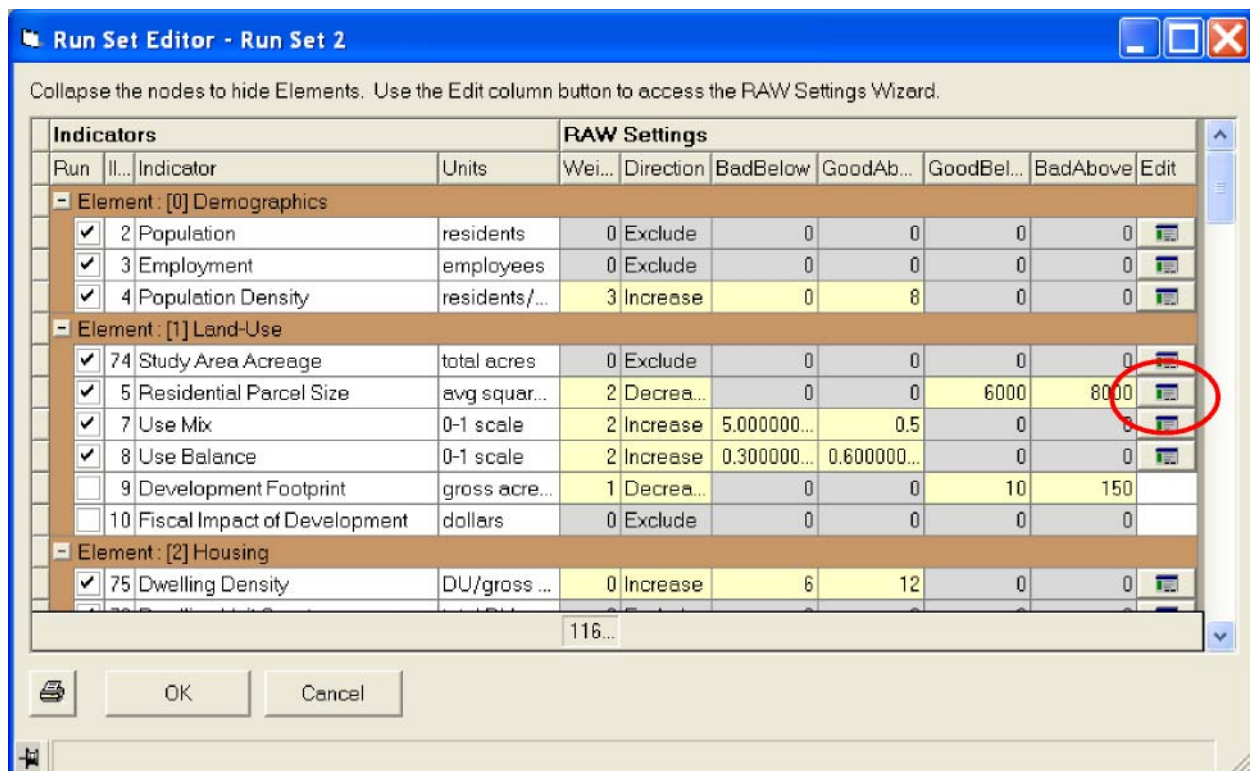 Run Set Editor - Run Set 2
Collapse the nodes to hide Elements. Use the Edit column button to access the RAW Settings Wizard.
Indicators RAW Settings
Run II... Indicator Units Wei... Direction BadBelow GoodAb... GoodBel... BadAbove Edit
Element : [0] Demographics
2 Population residents 0 Exclude 0 0 0 0
3 Employment employees 0 Exclude 0 0 0 0
4 Population Density residents/... 3 Increase 0 8 0 0
Element : [1] Land-Use
74 Study Area Acreage total acres 0 Exclude 0 0 0 0
5 Residential Parcel Size avg squar... 2 Decrea... 0 0 6000 8000
7 Use Mix 0-1 scale 2 Increase 5.000000... 0.5 0 0
8 Use Balance 0-1 scale 2 Increase 0.300000... 0.600000... 0 0
9 Development Footprint gross acre... 1 Decrea... 0 0 10 150
10 Fiscal Impact of Development dollars 0 Exclude 0 0 0 0
Element : [2] Housing
75 Dwelling Density DU/gross ... 0 Increase 6 12 0 0
116...
OK Cancel